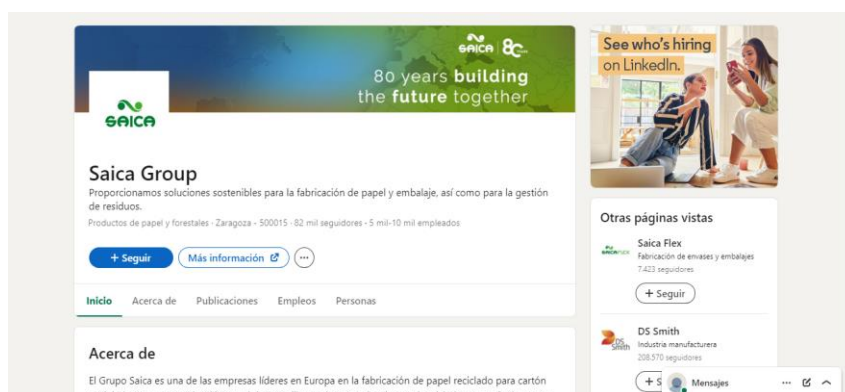 SAICA 80
80 years building
the future together
SAICA
Saica Group
Proporcionamos soluciones sostenibles para la fabricación de papel y embalaje, así como para la gestión
de residuos.
Productos de papel y forestales · Zaragoza - 500015 · 82 mil seguidores · 5 mil-10 mil empleados
+ Seguir
Más información
Inicio Acerca de Publicaciones Empleos Personas
Acerca de
El Grupo Saica es una de las empresas líderes en Europa en la fabricación de papel reciclado para cartón
See who's hiring
on LinkedIn.
Otras páginas vistas
SAICA FLEX
Saica Flex
Fabricación de envases y embalajes
7.423 seguidores
+ Seguir
DS
Smith
DS Smith
Industria manufacturera
208.570 seguidores
+ S
Mensajes